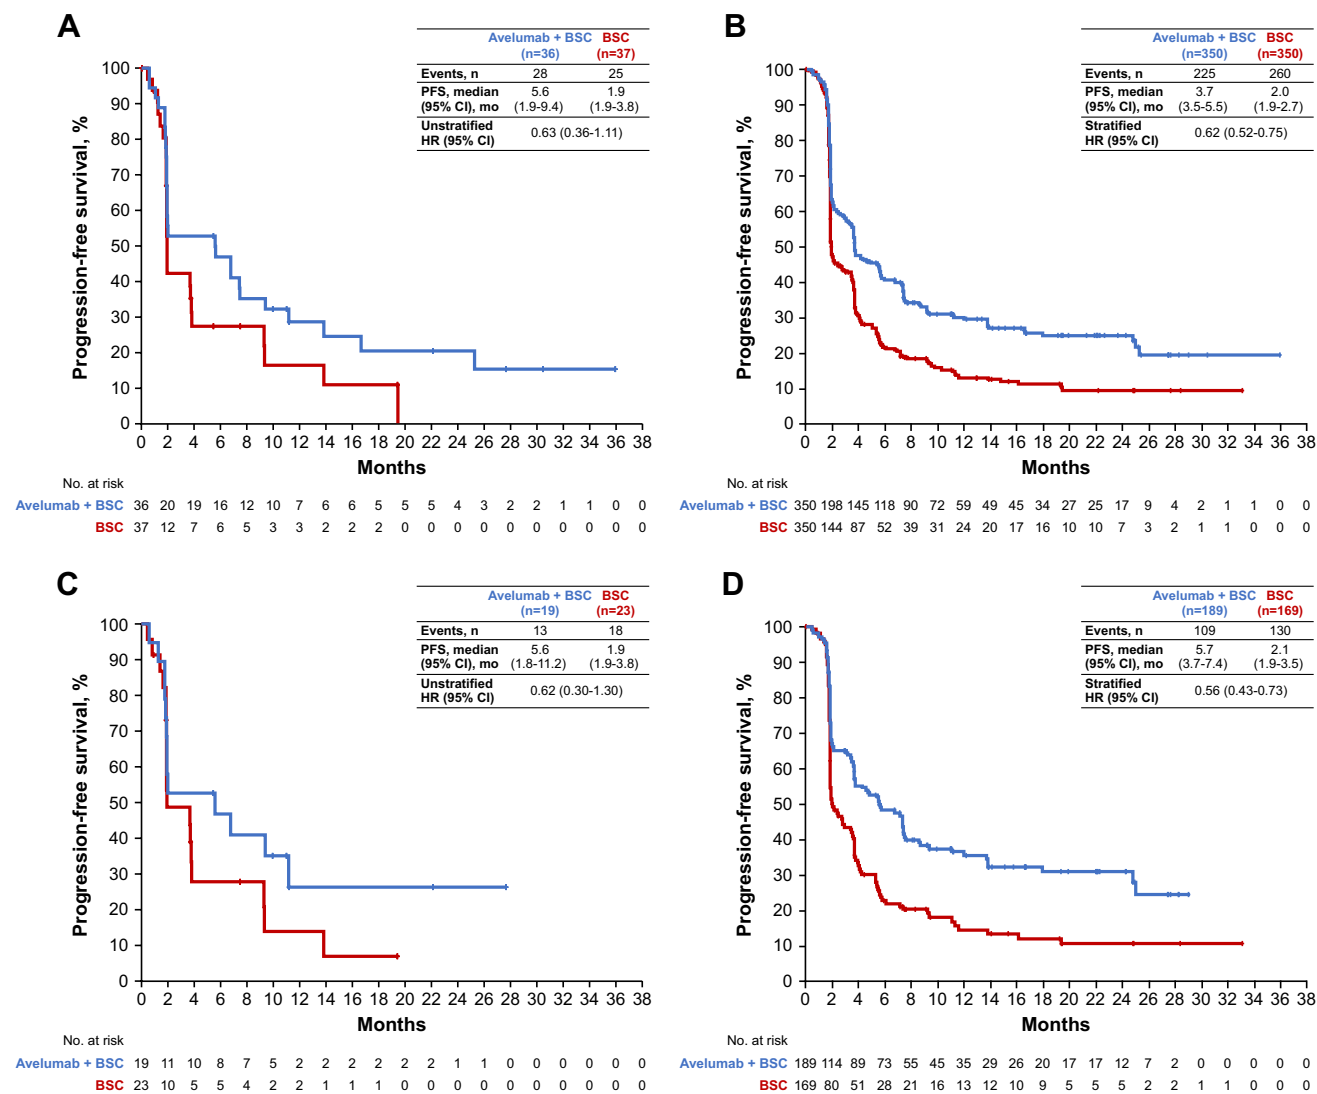 A
Avelumab + BSC BSC
(n=36) (n=37)
Events, n 28 25
PFS, median 5.6 1.9
(95% CI), mo (1.9-9.4) (1.9-3.8)
Unstratified
HR (95% CI) 0.63 (0.36-1.11)
Progression-free survival, %
100
90
80
70
60
50
40
30
20
10
0
0 2 4 6 8 10 12 14 16 18 20 22 24 26 28 30 32 34 36 38
Months
No. at risk
Avelumab + BSC 36 20 19 16 12 10 7 6 6 5 5 5 4 3 2 2 1 1 0 0
BSC 37 12 7 6 5 3 3 2 2 2 0 0 0 0 0 0 0 0 0 0
B
Avelumab + BSC BSC
(n=350) (n=350)
Events, n 225 260
PFS, median 3.7 2.0
(95% CI), mo (3.5-5.5) (1.9-2.7)
Stratified
HR (95% CI) 0.62 (0.52-0.75)
Progression-free survival, %
100
90
80
70
60
50
40
30
20
10
0
0 2 4 6 8 10 12 14 16 18 20 22 24 26 28 30 32 34 36 38
Months
No. at risk
Avelumab + BSC 350 198 145 118 90 72 59 49 45 34 27 25 17 9 4 2 1 1 0 0
BSC 350 144 87 52 39 31 24 20 17 16 10 10 7 3 2 1 1 0 0 0
C
Avelumab + BSC BSC
(n=19) (n=23)
Events, n 13 18
PFS, median 5.6 1.9
(95% CI), mo (1.8-11.2) (1.9-3.8)
Unstratified
HR (95% CI) 0.62 (0.30-1.30)
Progression-free survival, %
100
90
80
70
60
50
40
30
20
10
0
0 2 4 6 8 10 12 14 16 18 20 22 24 26 28 30 32 34 36 38
Months
No. at risk
Avelumab + BSC 19 11 10 8 7 5 2 2 2 2 2 2 1 1 0 0 0 0 0 0
BSC 23 10 5 5 4 2 2 1 1 1 0 0 0 0 0 0 0 0 0 0
D
Avelumab + BSC BSC
(n=189) (n=169)
Events, n 109 130
PFS, median 5.7 2.1
(95% CI), mo (3.7-7.4) (1.9-3.5)
Stratified
HR (95% CI) 0.56 (0.43-0.73)
Progression-free survival, %
100
90
80
70
60
50
40
30
20
10
0
0 2 4 6 8 10 12 14 16 18 20 22 24 26 28 30 32 34 36 38
Months
No. at risk
Avelumab + BSC 189 114 89 73 55 45 35 29 26 20 17 17 12 7 2 0 0 0 0 0
BSC 169 80 51 28 21 16 13 12 10 9 5 5 5 2 2 1 1 0 0 0